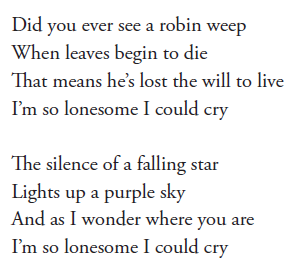 Did you ever see a robin weep
When leaves begin to die
That means he’s lost the will to live
I’m so lonesome I could cry

The silence of a falling star
Lights up a purple sky
And as I wonder where you are
I’m so lonesome I could cry